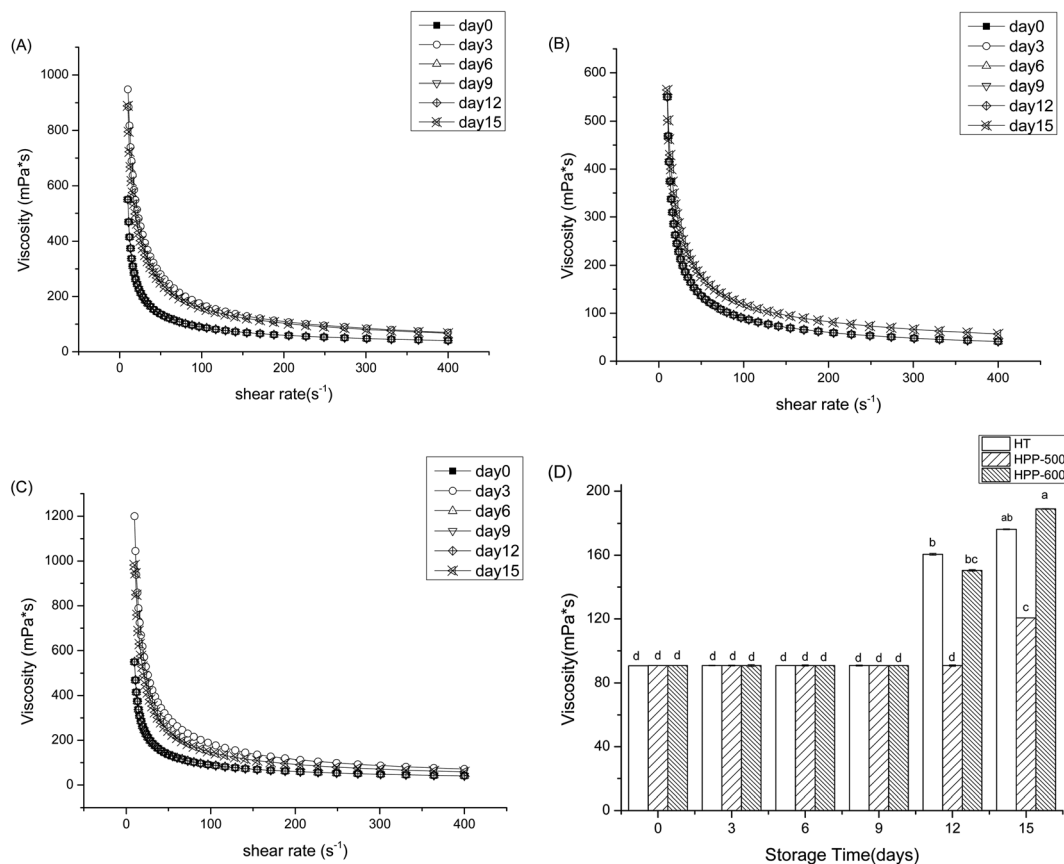 (A)
day0
day3
day6
day9
day12
day15
1000
800
600
400
200
0
Viscosity (mPa*s)
0 100 200 300 400
shear rate(s⁻¹)
(B)
day0
day3
day6
day9
day12
day15
600
500
400
300
200
100
0
Viscosity (mPa*s)
0 100 200 300 400
shear rate (s⁻¹)
(C)
day0
day3
day6
day9
day12
day15
1200
1000
800
600
400
200
0
Viscosity (mPa*s)
0 100 200 300 400
shear rate (s⁻¹)
(D)
HT
HPP-500
HPP-600
200
160
120
80
40
0
Viscosity(mPa*s)
d d d d d d d d d d d d b d bc ab c a
0 3 6 9 12 15
Storage Time(days)